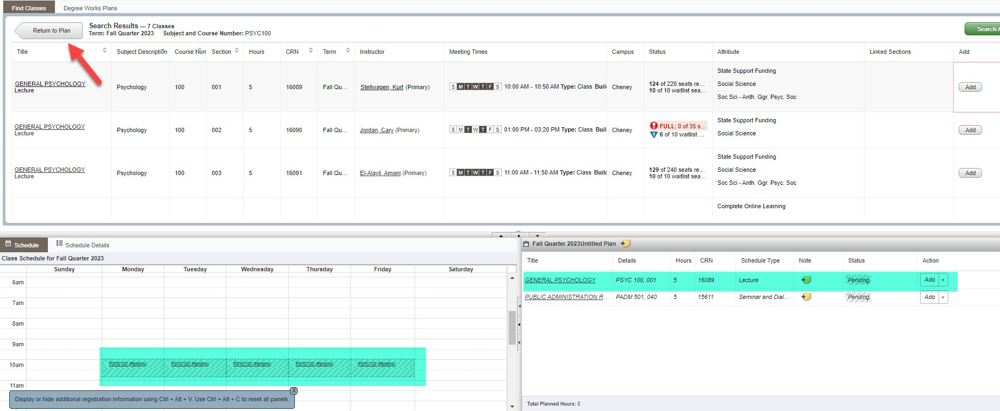 Find Classes Degree Works Plans
Return to Plan
Search Results — 7 Classes
Term: Fall Quarter 2023 Subject and Course Number: PSYC100
Search A
Title Subject Description Course Num Section Hours CRN Term Instructor Meeting Times Campus Status Attribute Linked Sections Add
GENERAL PSYCHOLOGY
Lecture
Psychology 100 001 5 16089 Fall Qu... Stellwagen, Kurt (Primary) S M T W T F S 10:00 AM - 10:50 AM Type: Class Build Cheney
124 of 220 seats re...
10 of 10 waitlist sea...
State Support Funding
Social Science
Soc Sci - Anth. Ggr. Psyc. Soc
Add
GENERAL PSYCHOLOGY
Lecture
Psychology 100 002 5 16090 Fall Qu... Jordan, Cary (Primary) S M T W T F S 01:00 PM - 03:20 PM Type: Class Buil Cheney
FULL: 0 of 35 s...
6 of 10 waitlist ...
State Support Funding
Social Science
Add
GENERAL PSYCHOLOGY
Lecture
Psychology 100 003 5 16091 Fall Qu... El-Alayli, Amani (Primary) S M T W T F S 11:00 AM - 11:50 AM Type: Class Build Cheney
129 of 240 seats re...
10 of 10 waitlist sea...
State Support Funding
Social Science
Soc Sci - Anth. Ggr. Psyc. Soc
Add
Complete Online Learning
Schedule Schedule Details
Class Schedule for Fall Quarter 2023
Sunday Monday Tuesday Wednesday Thursday Friday Saturday
6am
7am
8am
9am
10am
PSYC100 (Pending) PSYC100 (Pending) PSYC100 (Pending) PSYC100 (Pending) PSYC100 (Pending)
11am
Display or hide additional registration information using Ctrl + Alt + V. Use Ctrl + Alt + C to reset all panels.
X
Fall Quarter 2023Untitled Plan
Title Details Hours CRN Schedule Type Note Status Action
GENERAL PSYCHOLOGY PSYC 100, 001 5 16089 Lecture Pending Add
PUBLIC ADMINISTRATION R... PADM 501, 040 5 15611 Seminar and Dial... Pending Add
Total Planned Hours: 0